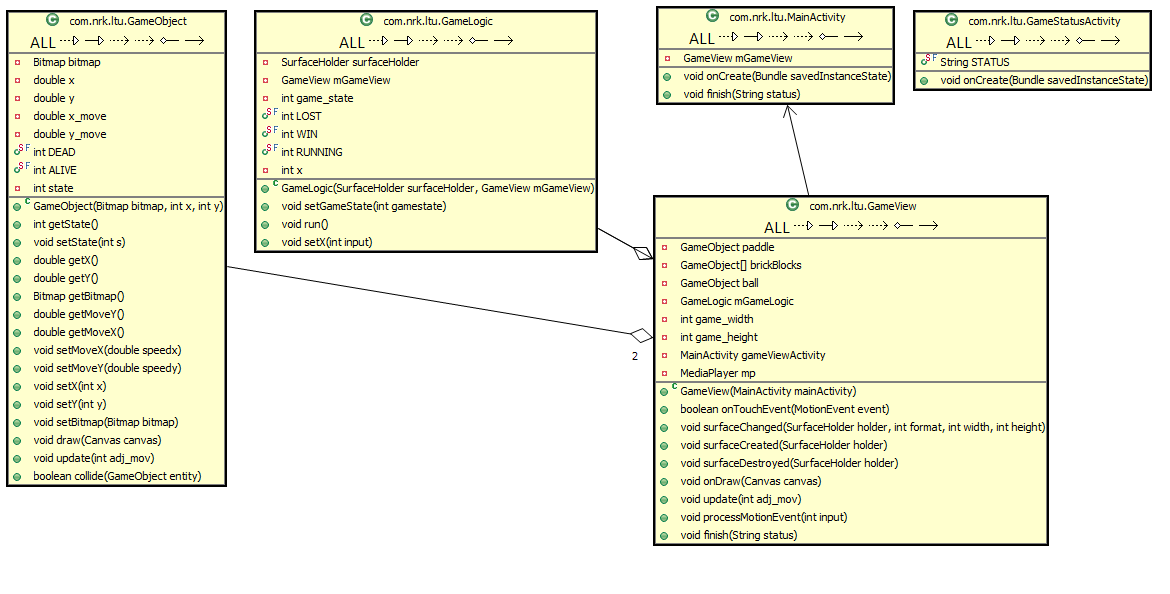 com.nrk.ltu.GameObject
ALL
Bitmap bitmap
double x
double y
double x_move
double y_move
S F int DEAD
S F int ALIVE
int state
C GameObject(Bitmap bitmap, int x, int y)
int getState()
void setState(int s)
double getX()
double getY()
Bitmap getBitmap()
double getMoveY()
double getMoveX()
void setMoveX(double speedx)
void setMoveY(double speedy)
void setX(int x)
void setY(int y)
void setBitmap(Bitmap bitmap)
void draw(Canvas canvas)
void update(int adj_mov)
boolean collide(GameObject entity)
com.nrk.ltu.GameLogic
ALL
SurfaceHolder surfaceHolder
GameView mGameView
int game_state
S F int LOST
S F int WIN
S F int RUNNING
int x
C GameLogic(SurfaceHolder surfaceHolder, GameView mGameView)
void setGameState(int gamestate)
void run()
void setX(int input)
com.nrk.ltu.MainActivity
ALL
GameView mGameView
void onCreate(Bundle savedInstanceState)
void finish(String status)
com.nrk.ltu.GameStatusActivity
ALL
S F String STATUS
void onCreate(Bundle savedInstanceState)
com.nrk.ltu.GameView
ALL
GameObject paddle
GameObject[] brickBlocks
GameObject ball
GameLogic mGameLogic
int game_width
int game_height
MainActivity gameViewActivity
MediaPlayer mp
C GameView(MainActivity mainActivity)
boolean onTouchEvent(MotionEvent event)
void surfaceChanged(SurfaceHolder holder, int format, int width, int height)
void surfaceCreated(SurfaceHolder holder)
void surfaceDestroyed(SurfaceHolder holder)
void onDraw(Canvas canvas)
void update(int adj_mov)
void processMotionEvent(int input)
void finish(String status)
2